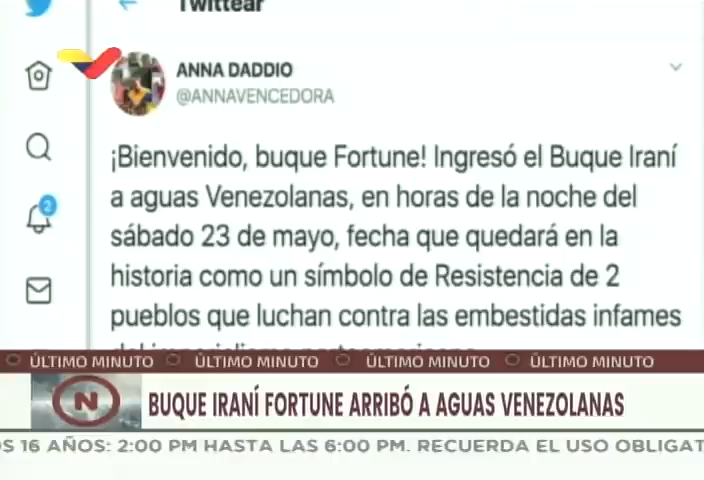 Twittear
ANNA DADDIO
@ANNAVENCEDORA
¡Bienvenido, buque Fortune! Ingresó el Buque Iraní
a aguas Venezolanas, en horas de la noche del
sábado 23 de mayo, fecha que quedará en la
historia como un símbolo de Resistencia de 2
pueblos que luchan contra las embestidas infames
2
ÚLTIMO MINUTO ÚLTIMO MINUTO ÚLTIMO MINUTO ÚLTIMO MINUTO
N
BUQUE IRANÍ FORTUNE ARRIBÓ A AGUAS VENEZOLANAS
16 AÑOS: 2:00 PM HASTA LAS 6:00 PM. RECUERDA EL USO